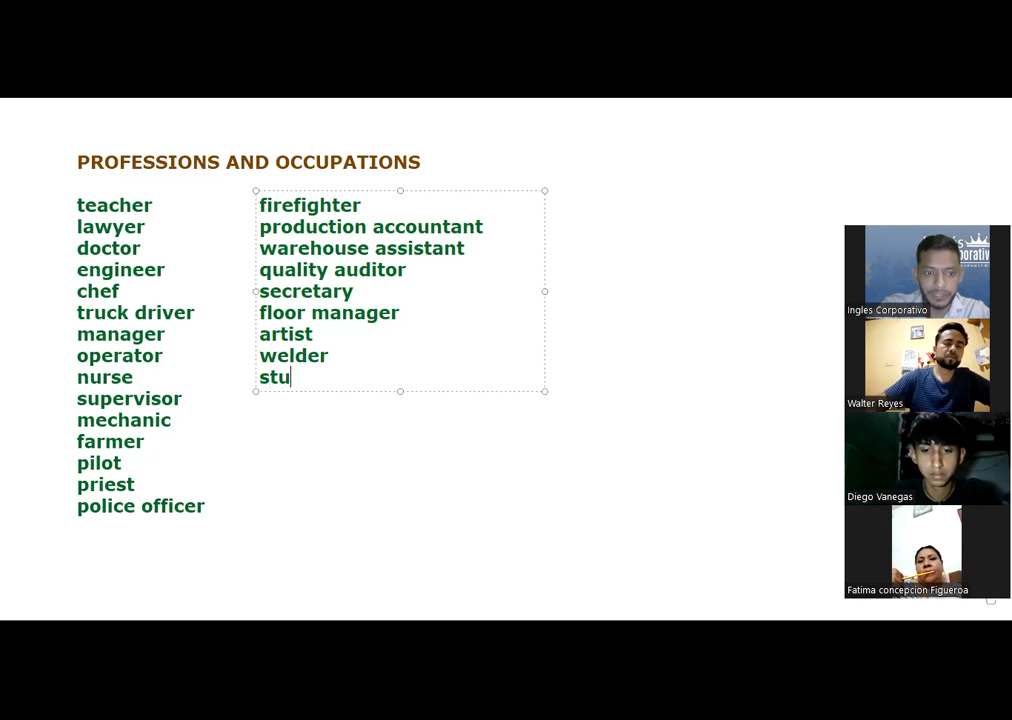 PROFESSIONS AND OCCUPATIONS
teacher
lawyer
doctor
engineer
chef
truck driver
manager
operator
nurse
supervisor
mechanic
farmer
pilot
priest
police officer
firefighter
production accountant
warehouse assistant
quality auditor
secretary
floor manager
artist
welder
stu
Ingles Corporativo
Walter Reyes
Diego Vanegas
Fatima concepcion Figueroa